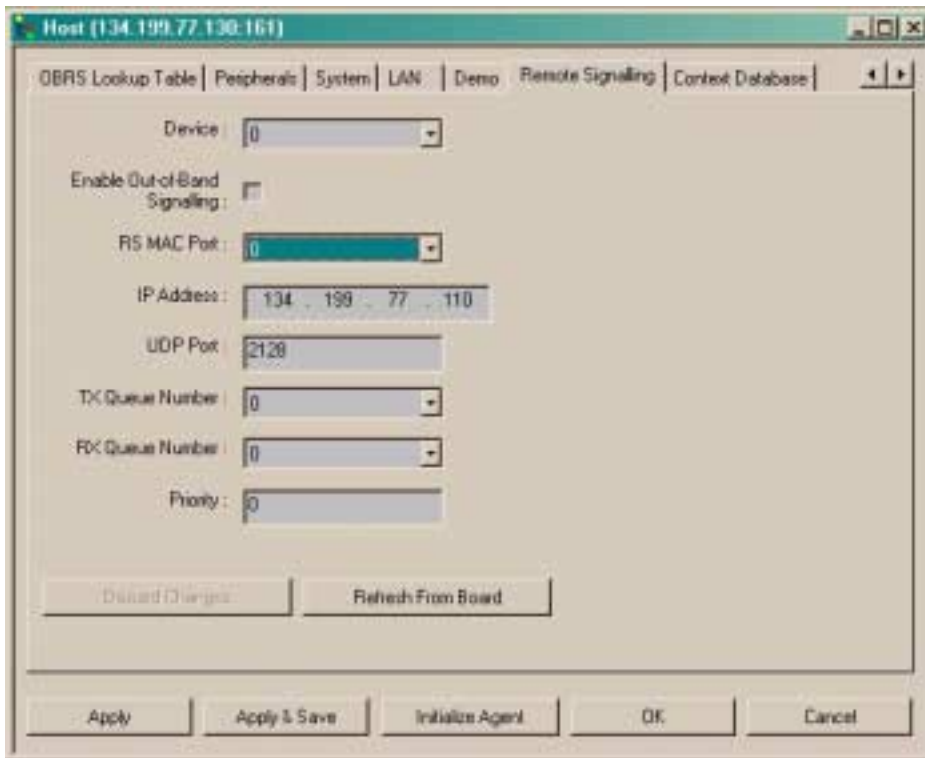 Host (134.199.77.130:161)
OBRS Lookup Table Peripherals System LAN Demo Remote Signalling Context Database
Device : 0
Enable Out-of-Band
Signalling :
RS MAC Port : 0
IP Address : 134 . 199 . 77 . 110
UDP Port : 2128
TX Queue Number : 0
RX Queue Number : 0
Priority : 0
Discard Changes Refresh From Board
Apply Apply & Save Initialize Agent OK Cancel